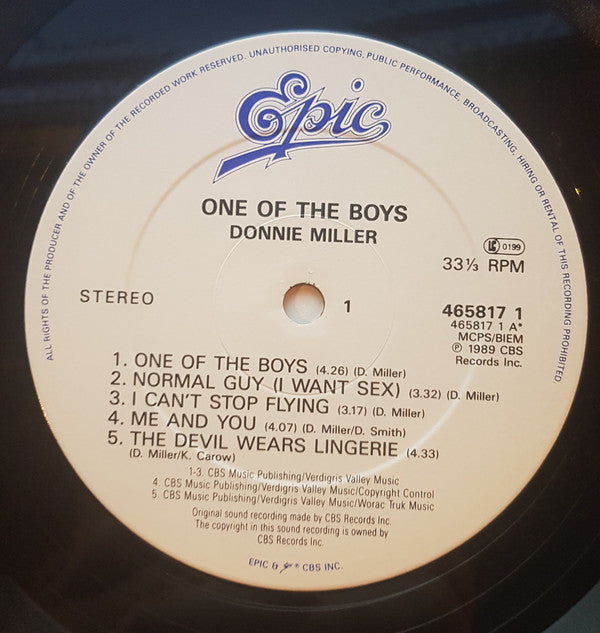 ALL RIGHTS OF THE PRODUCER AND OF THE OWNER OF THE RECORDED WORK RESERVED. UNAUTHORISED COPYING, PUBLIC PERFORMANCE, BROADCASTING, HIRING OR RENTAL OF THIS RECORDING PROHIBITED
Epic
ONE OF THE BOYS
DONNIE MILLER
LC 0199
33⅓ RPM
STEREO
1
465817 1
465817 1 A*
MCPS/BIEM
℗ 1989 CBS
Records Inc.
1. ONE OF THE BOYS (4.26) (D. Miller)
2. NORMAL GUY (I WANT SEX) (3.32) (D. Miller)
3. I CAN'T STOP FLYING (3.17) (D. Miller)
4. ME AND YOU (4.07) (D. Miller/D. Smith)
5. THE DEVIL WEARS LINGERIE (4.33)
(D. Miller/K. Carow)
1-3. CBS Music Publishing/Verdigris Valley Music
4. CBS Music Publishing/Verdigris Valley Music/Copyright Control
5. CBS Music Publishing/Verdigris Valley Music/Worac Truk Music
Original sound recording made by CBS Records Inc.
The copyright in this sound recording is owned by
CBS Records Inc.
EPIC & ® CBS INC.